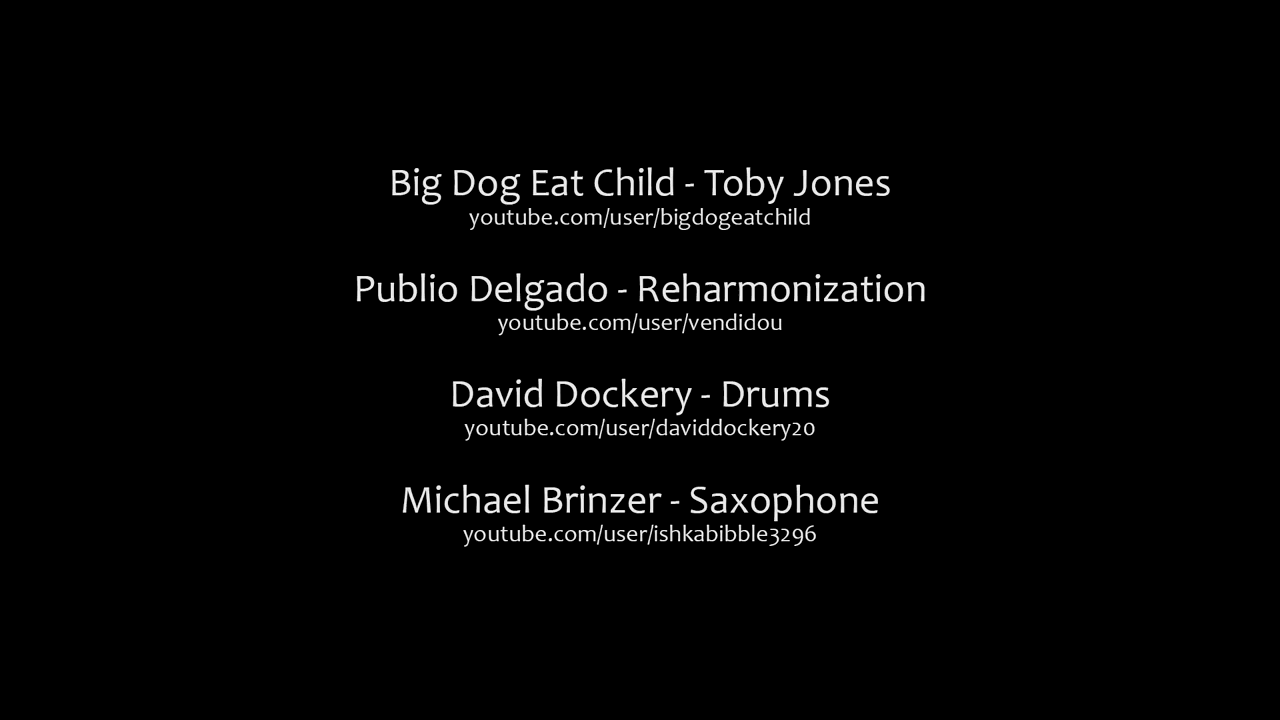 Big Dog Eat Child - Toby Jones
youtube.com/user/bigdogeatchild
Publio Delgado - Reharmonization
youtube.com/user/vendidou
David Dockery - Drums
youtube.com/user/daviddockery20
Michael Brinzer - Saxophone
youtube.com/user/ishkabibble3296